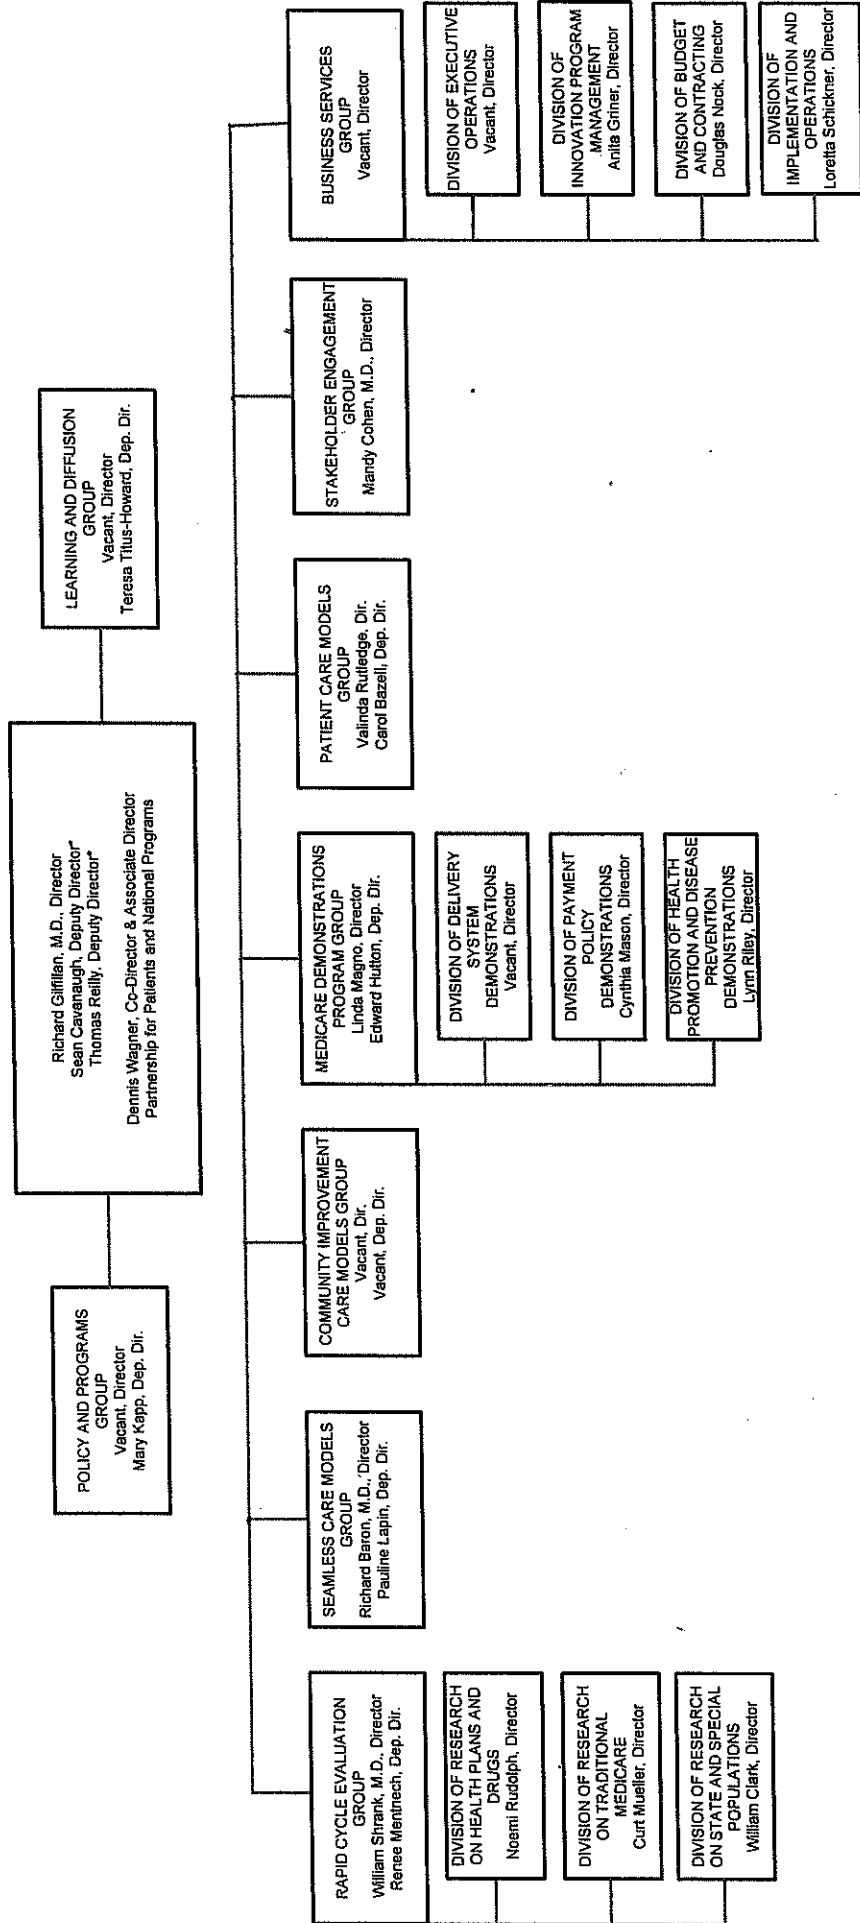 Richard Gilfillan, M.D., Director
Sean Cavenaugh, Deputy Director*
Thomas Reilly, Deputy Director*
Dennis Wagner, Co-Director & Associate Director
Partnership for Patients and National Programs
POLICY AND PROGRAMS
GROUP
Vacant, Director
Mary Kapp, Dep. Dir.
LEARNING AND DIFFUSION
GROUP
Vacant, Director
Teresa Titus-Howard, Dep. Dir.
RAPID CYCLE EVALUATION
GROUP
William Shrank, M.D., Director
Renee Mentnech, Dep. Dir.
DIVISION OF RESEARCH
ON HEALTH PLANS AND
DRUGS
Noemi Rudolph, Director
DIVISION OF RESEARCH
ON TRADITIONAL
MEDICARE
Curt Mueller, Director
DIVISION OF RESEARCH
ON STATE AND SPECIAL
POPULATIONS
William Clark, Director
SEAMLESS CARE MODELS
GROUP
Richard Baron, M.D., Director
Pauline Lapin, Dep. Dir.
COMMUNITY IMPROVEMENT
CARE MODELS GROUP
Vacant, Dir.
Vacant, Dep. Dir.
MEDICARE DEMONSTRATIONS
PROGRAM GROUP
Linda Magno, Director
Edward Hutton, Dep. Dir.
DIVISION OF DELIVERY
SYSTEM
DEMONSTRATIONS
Vacant, Director
DIVISION OF PAYMENT
POLICY
DEMONSTRATIONS
Cynthia Mason, Director
DIVISION OF HEALTH
PROMOTION AND DISEASE
PREVENTION
DEMONSTRATIONS
Lynn Riley, Director
PATIENT CARE MODELS
GROUP
Valinda Rutledge, Dir.
Carol Bazell, Dep. Dir.
STAKEHOLDER ENGAGEMENT
GROUP
Mandy Cohen, M.D., Director
BUSINESS SERVICES
GROUP
Vacant, Director
DIVISION OF EXECUTIVE
OPERATIONS
Vacant, Director
DIVISION OF
INNOVATION PROGRAM
MANAGEMENT
Anita Griner, Director
DIVISION OF BUDGET
AND CONTRACTING
Douglas Nock, Director
DIVISION OF
IMPLEMENTATION AND
OPERATIONS
Loretta Schickner, Director